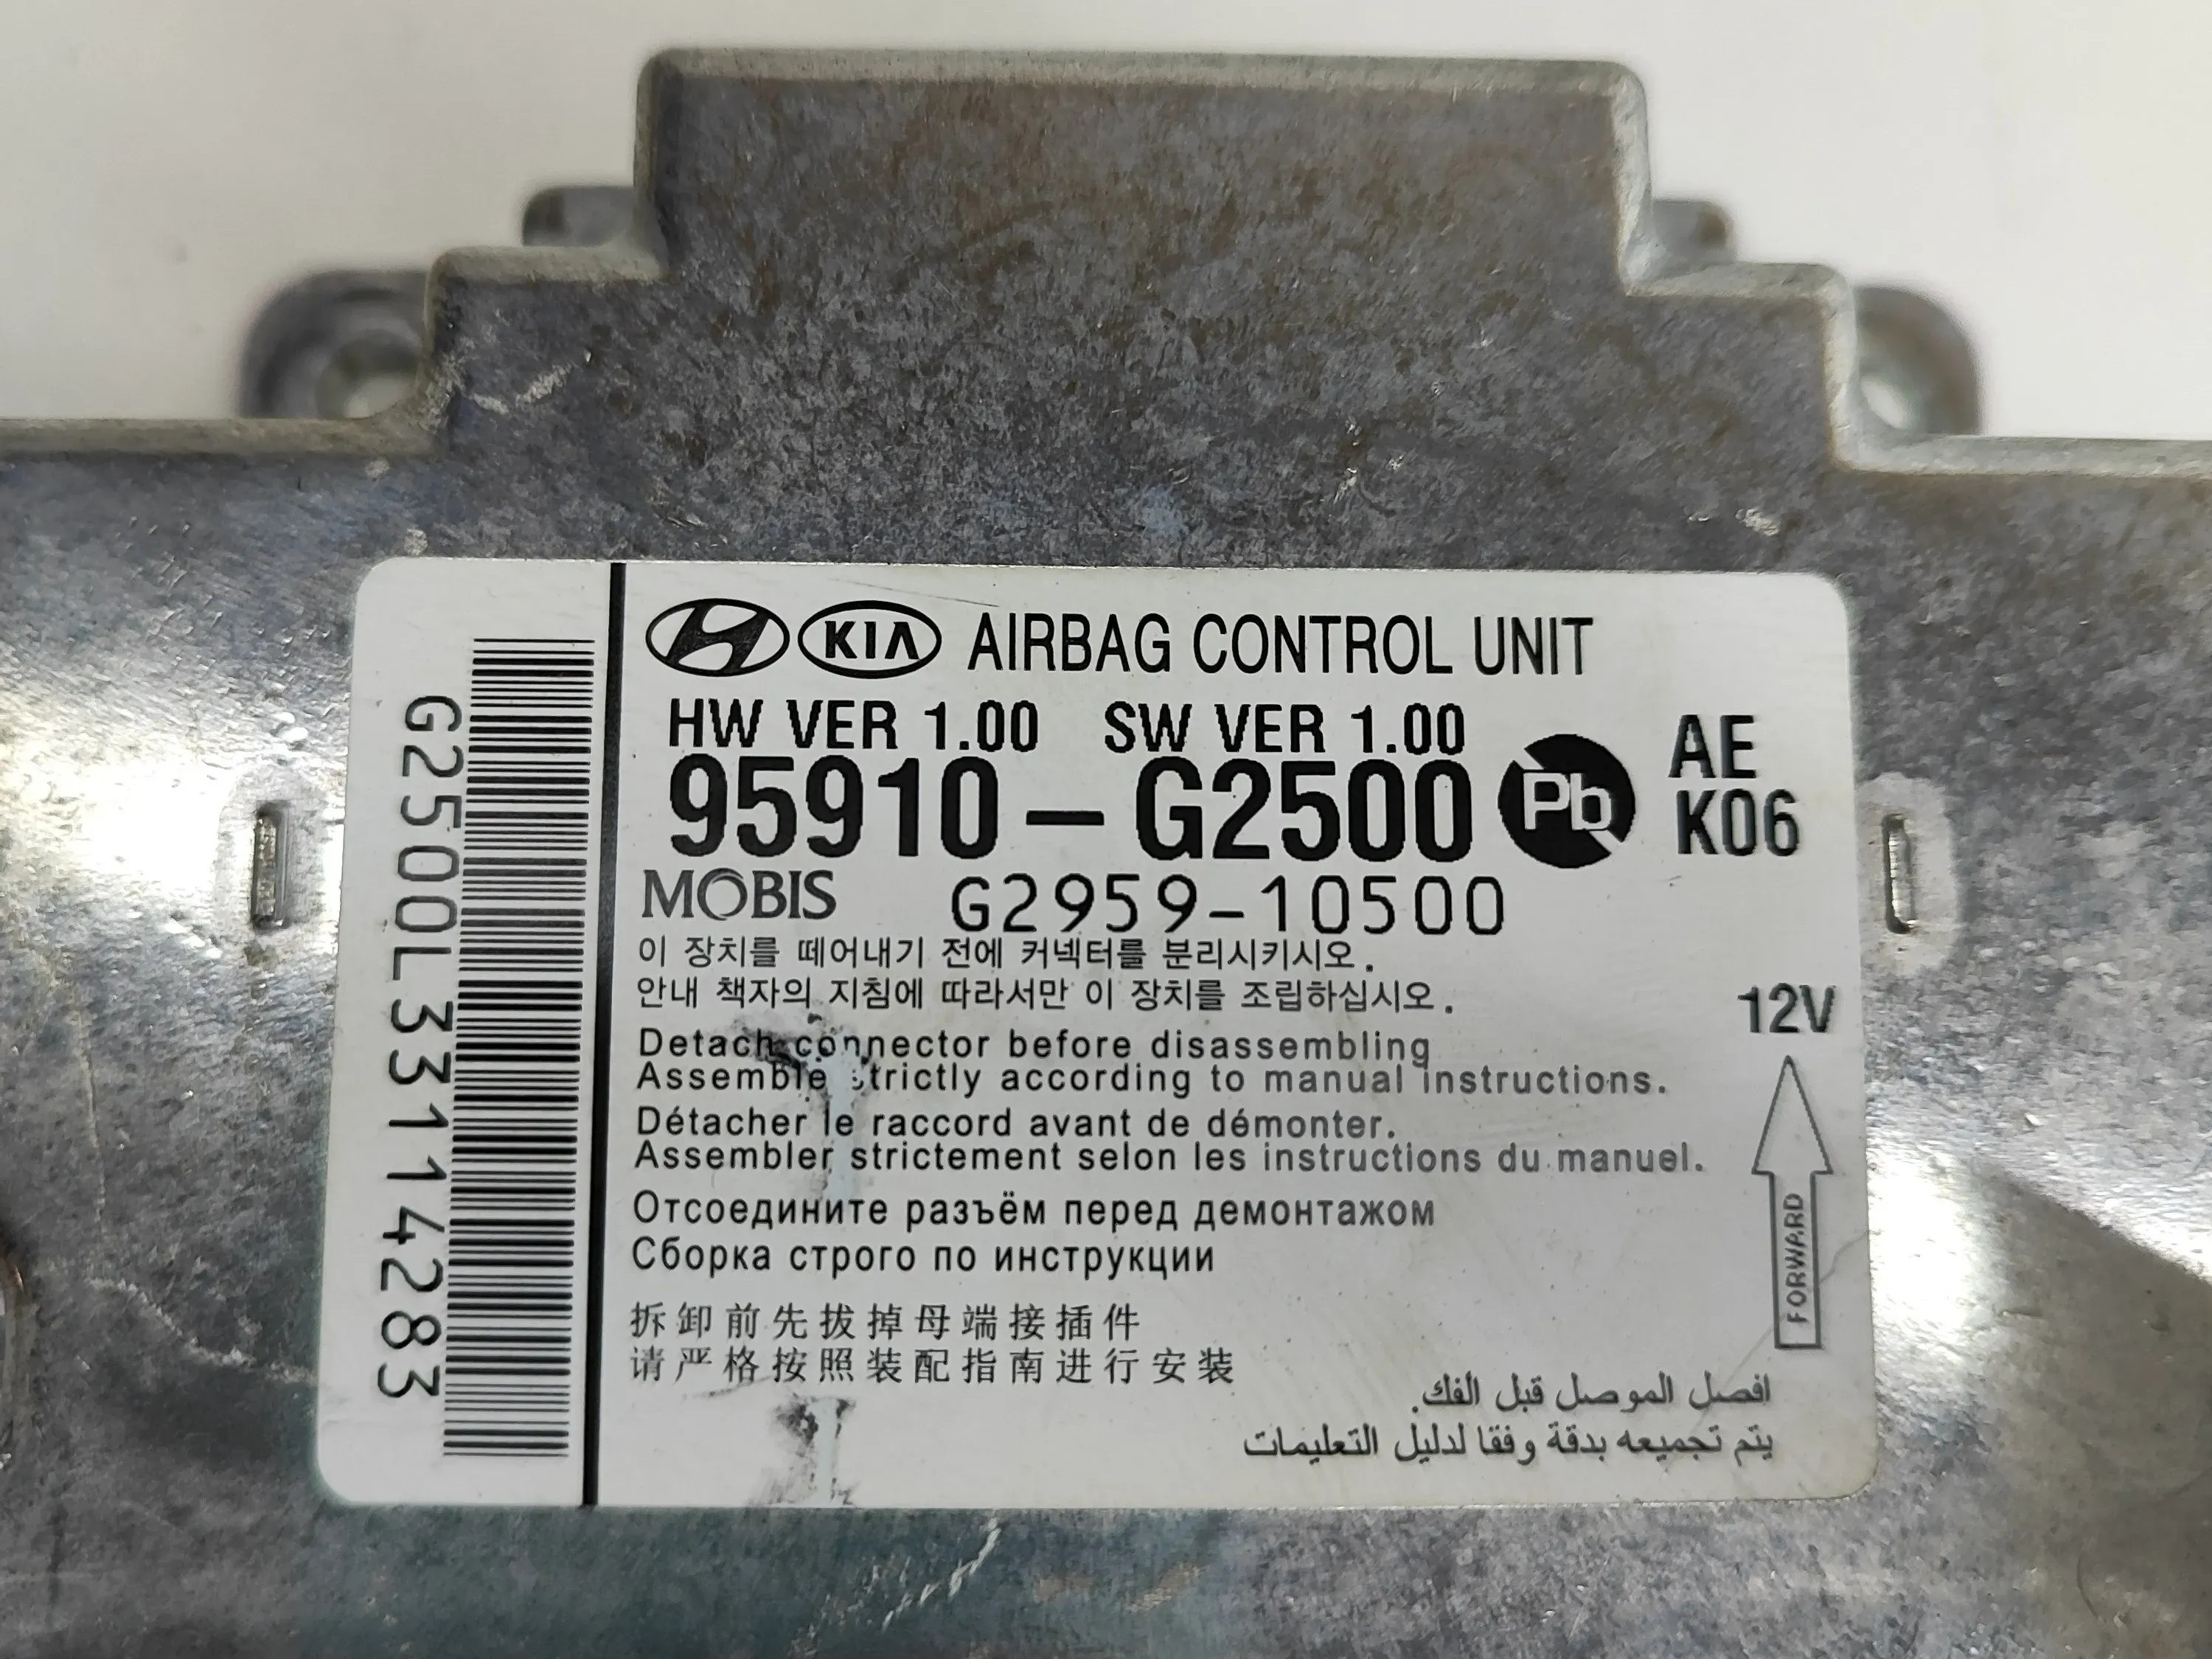 G2500L33114283
KIA AIRBAG CONTROL UNIT
HW VER 1.00 SW VER 1.00
95910-G2500 Pb AE
K06
MOBIS G2959-10500
이 장치를 떼어내기 전에 커넥터를 분리시키시오.
안내 책자의 지침에 따라서만 이 장치를 조립하십시오.
12V
Detach connector before disassembling
Assemble strictly according to manual instructions.
Détacher le raccord avant de démonter.
Assembler strictement selon les instructions du manuel.
FORWARD
Отсоедините разъём перед демонтажом
Сборка строго по инструкции
拆卸前先拔掉母端接插件
请严格按照装配指南进行安装
افصل الموصل قبل الفك.
يتم تجميعه بدقة وفقا لدليل التعليمات